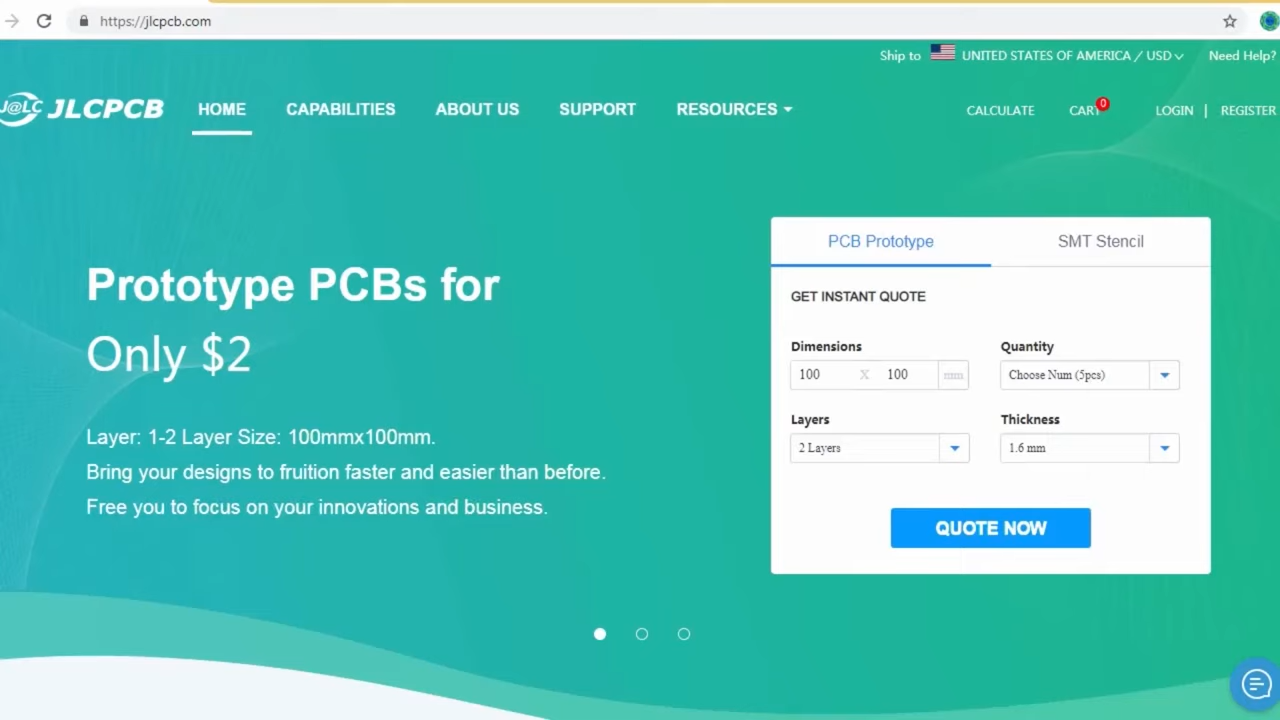 https://jlcpcb.com
Ship to UNITED STATES OF AMERICA / USD Need Help?
J@LC JLCPCB HOME CAPABILITIES ABOUT US SUPPORT RESOURCES CALCULATE CART 0 LOGIN | REGISTER
Prototype PCBs for
Only $2
Layer: 1-2 Layer Size: 100mmx100mm.
Bring your designs to fruition faster and easier than before.
Free you to focus on your innovations and business.
PCB Prototype SMT Stencil
GET INSTANT QUOTE
Dimensions Quantity
100 X 100 mm Choose Num (5pcs)
Layers Thickness
2 Layers 1.6 mm
QUOTE NOW